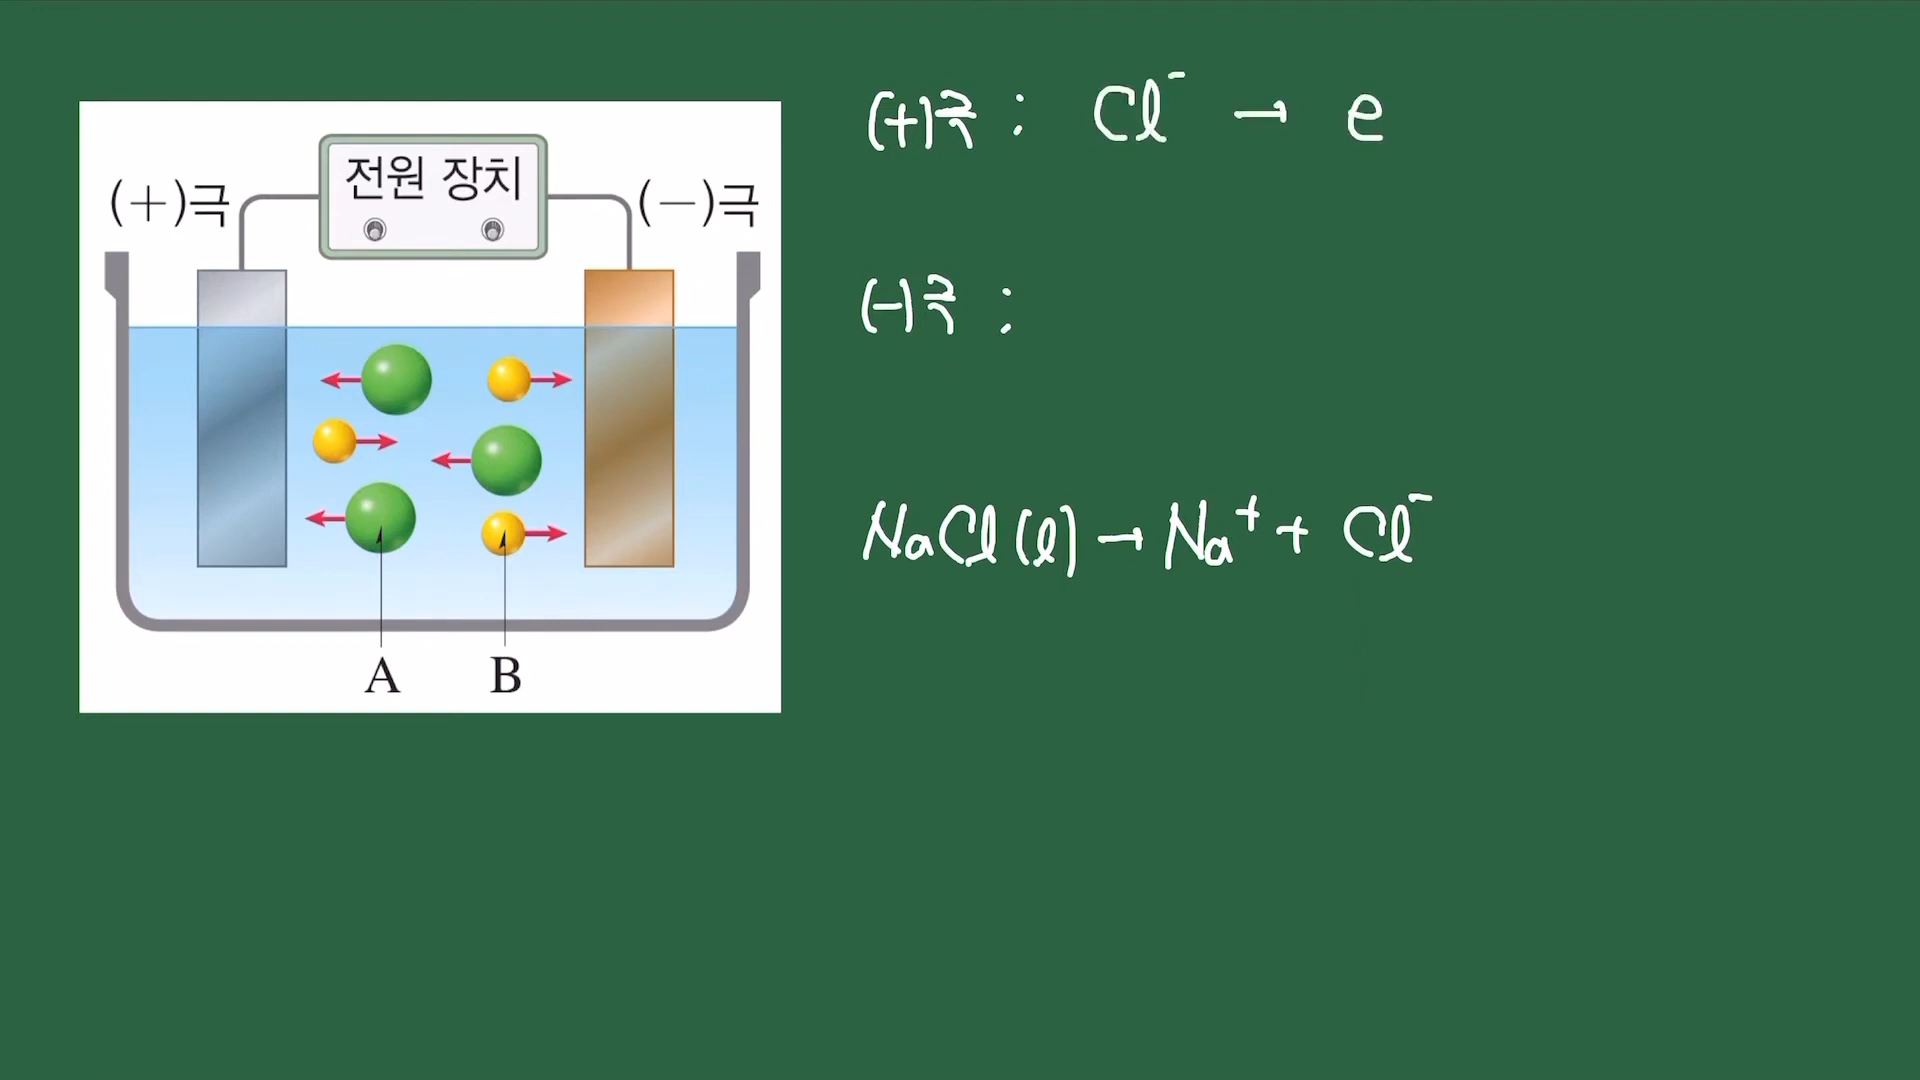 전원 장치
(+)극
(−)극
A
B
(+)극 : Cl⁻ → e
(-)극 :
NaCl(l) → Na⁺ + Cl⁻